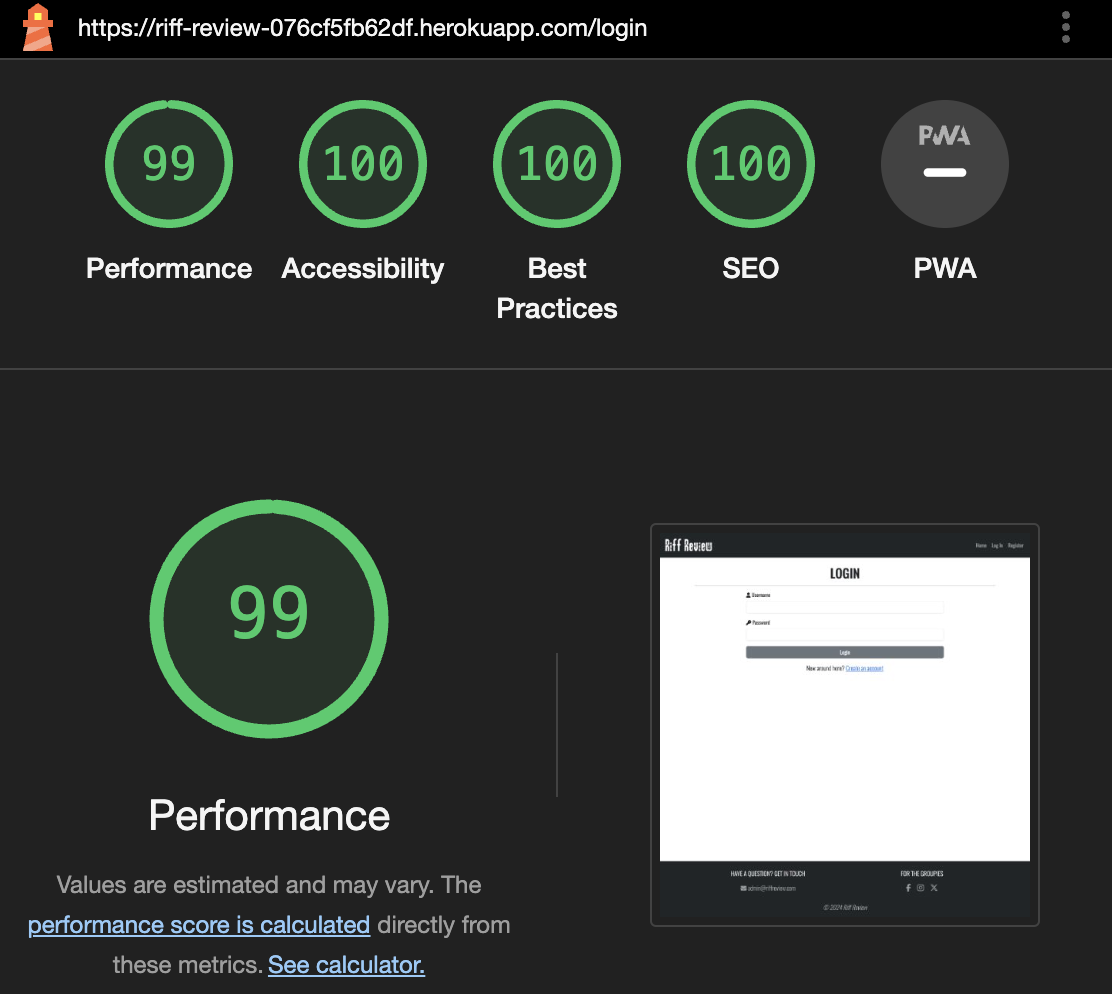 https://riff-review-076cf5fb62df.herokuapp.com/login
99
100
100
100
PWA
Performance
Accessibility
Best
Practices
SEO
PWA
99
Performance
Values are estimated and may vary. The
performance score is calculated directly from
these metrics. See calculator.
Riff Review
Home Log In Register
LOGIN
Username
Password
Login
New around here? Create an account
HAVE A QUESTION? GET IN TOUCH
admin@riffreview.com
FOR THE GROUPIES
© 2024 Riff Review